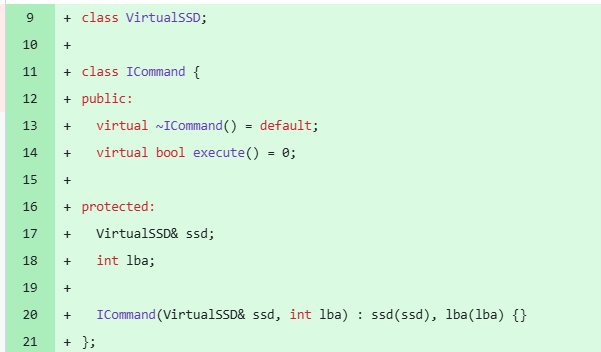 9 + class VirtualSSD;
10 +
11 + class ICommand {
12 + public:
13 +   virtual ~ICommand() = default;
14 +   virtual bool execute() = 0;
15 +
16 + protected:
17 +   VirtualSSD& ssd;
18 +   int lba;
19 +
20 +   ICommand(VirtualSSD& ssd, int lba) : ssd(ssd), lba(lba) {}
21 + };